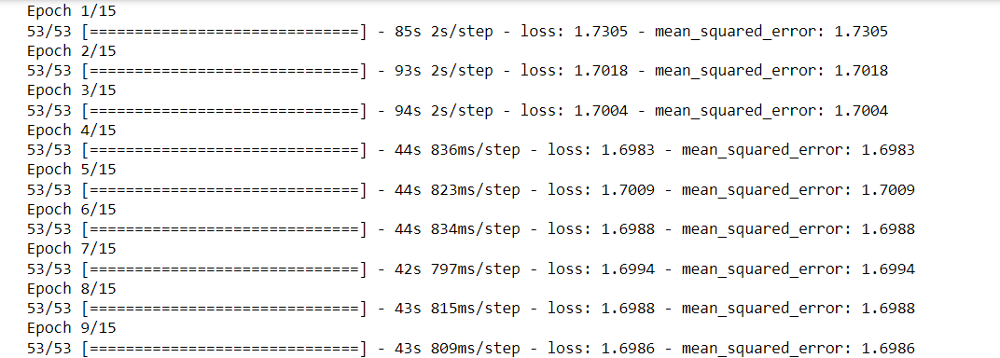 Epoch 1/15
53/53 [==============================] - 85s 2s/step - loss: 1.7305 - mean_squared_error: 1.7305
Epoch 2/15
53/53 [==============================] - 93s 2s/step - loss: 1.7018 - mean_squared_error: 1.7018
Epoch 3/15
53/53 [==============================] - 94s 2s/step - loss: 1.7004 - mean_squared_error: 1.7004
Epoch 4/15
53/53 [==============================] - 44s 836ms/step - loss: 1.6983 - mean_squared_error: 1.6983
Epoch 5/15
53/53 [==============================] - 44s 823ms/step - loss: 1.7009 - mean_squared_error: 1.7009
Epoch 6/15
53/53 [==============================] - 44s 834ms/step - loss: 1.6988 - mean_squared_error: 1.6988
Epoch 7/15
53/53 [==============================] - 42s 797ms/step - loss: 1.6994 - mean_squared_error: 1.6994
Epoch 8/15
53/53 [==============================] - 43s 815ms/step - loss: 1.6988 - mean_squared_error: 1.6988
Epoch 9/15
53/53 [==============================] - 43s 809ms/step - loss: 1.6986 - mean_squared_error: 1.6986